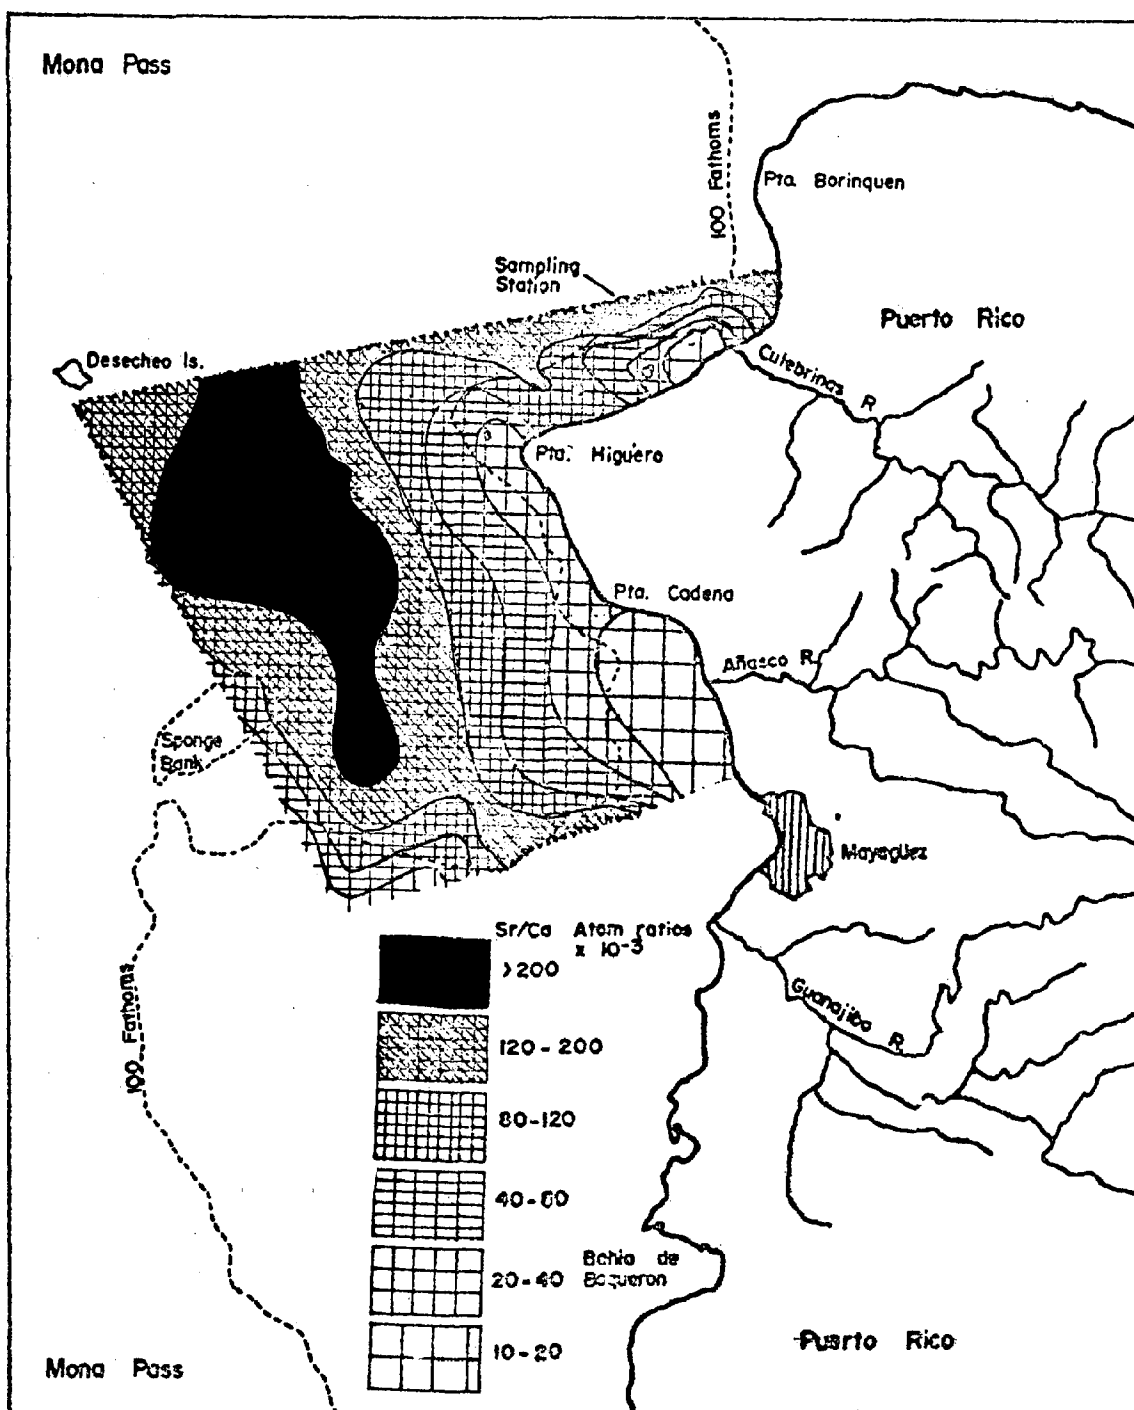 Mona Pass
100 Fathoms
Pta. Borinquen
Sampling
Station
Puerto Rico
Desecheo Is.
Culebrinas R.
Pta. Higuero
Pta. Cadena
Añasco R.
Sponge
Bank
Mayagüez
Sr/Ca Atom ratios
x 10-3
>200
Guanajibo R.
100 Fathoms
120-200
80-120
40-80
Bahia de
20-40 Boqueron
10-20
Puerto Rico
Mona Pass